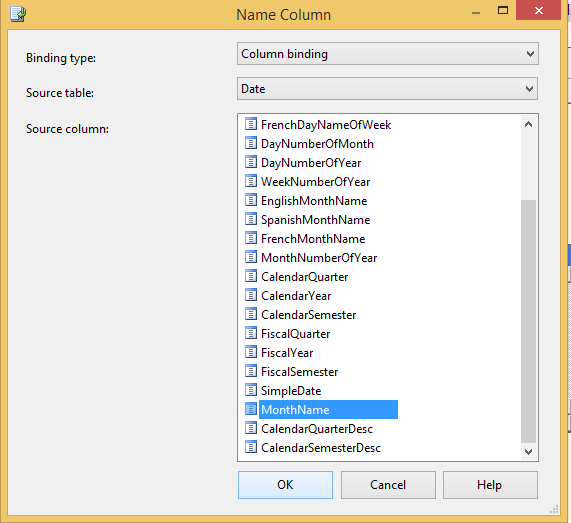 Name Column
Binding type: Column binding
Source table: Date
Source column:
FrenchDayNameOfWeek
DayNumberOfMonth
DayNumberOfYear
WeekNumberOfYear
EnglishMonthName
SpanishMonthName
FrenchMonthName
MonthNumberOfYear
CalendarQuarter
CalendarYear
CalendarSemester
FiscalQuarter
FiscalYear
FiscalSemester
SimpleDate
MonthName
CalendarQuarterDesc
CalendarSemesterDesc
OK Cancel Help